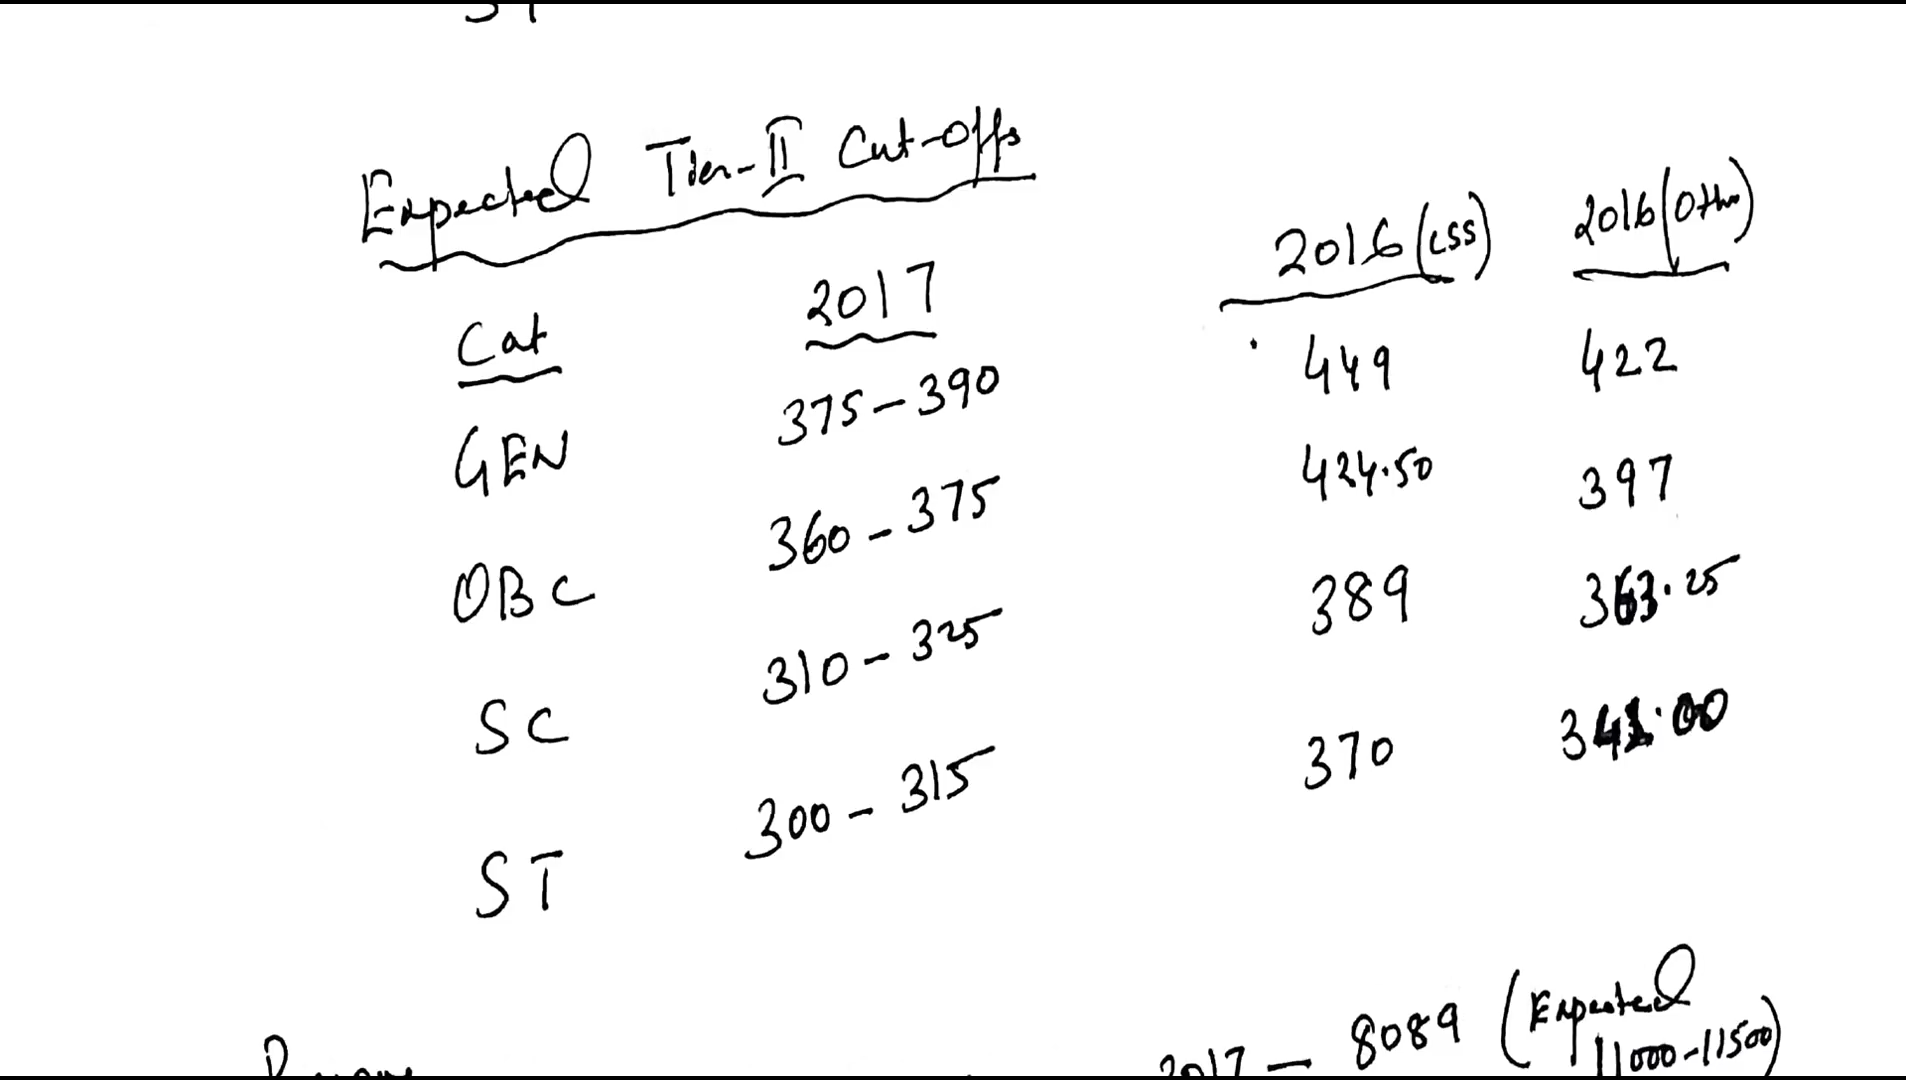 ST
Expected Tier-II Cut-Offs
Cat 2017 2016 (CSS) 2016 (Othr)
GEN 375-390 449 422
OBC 360-375 424.50 397
SC 310-325 389 363.25
ST 300-315 370 341.00
2017 - 8089 (Expected
11000-11500)